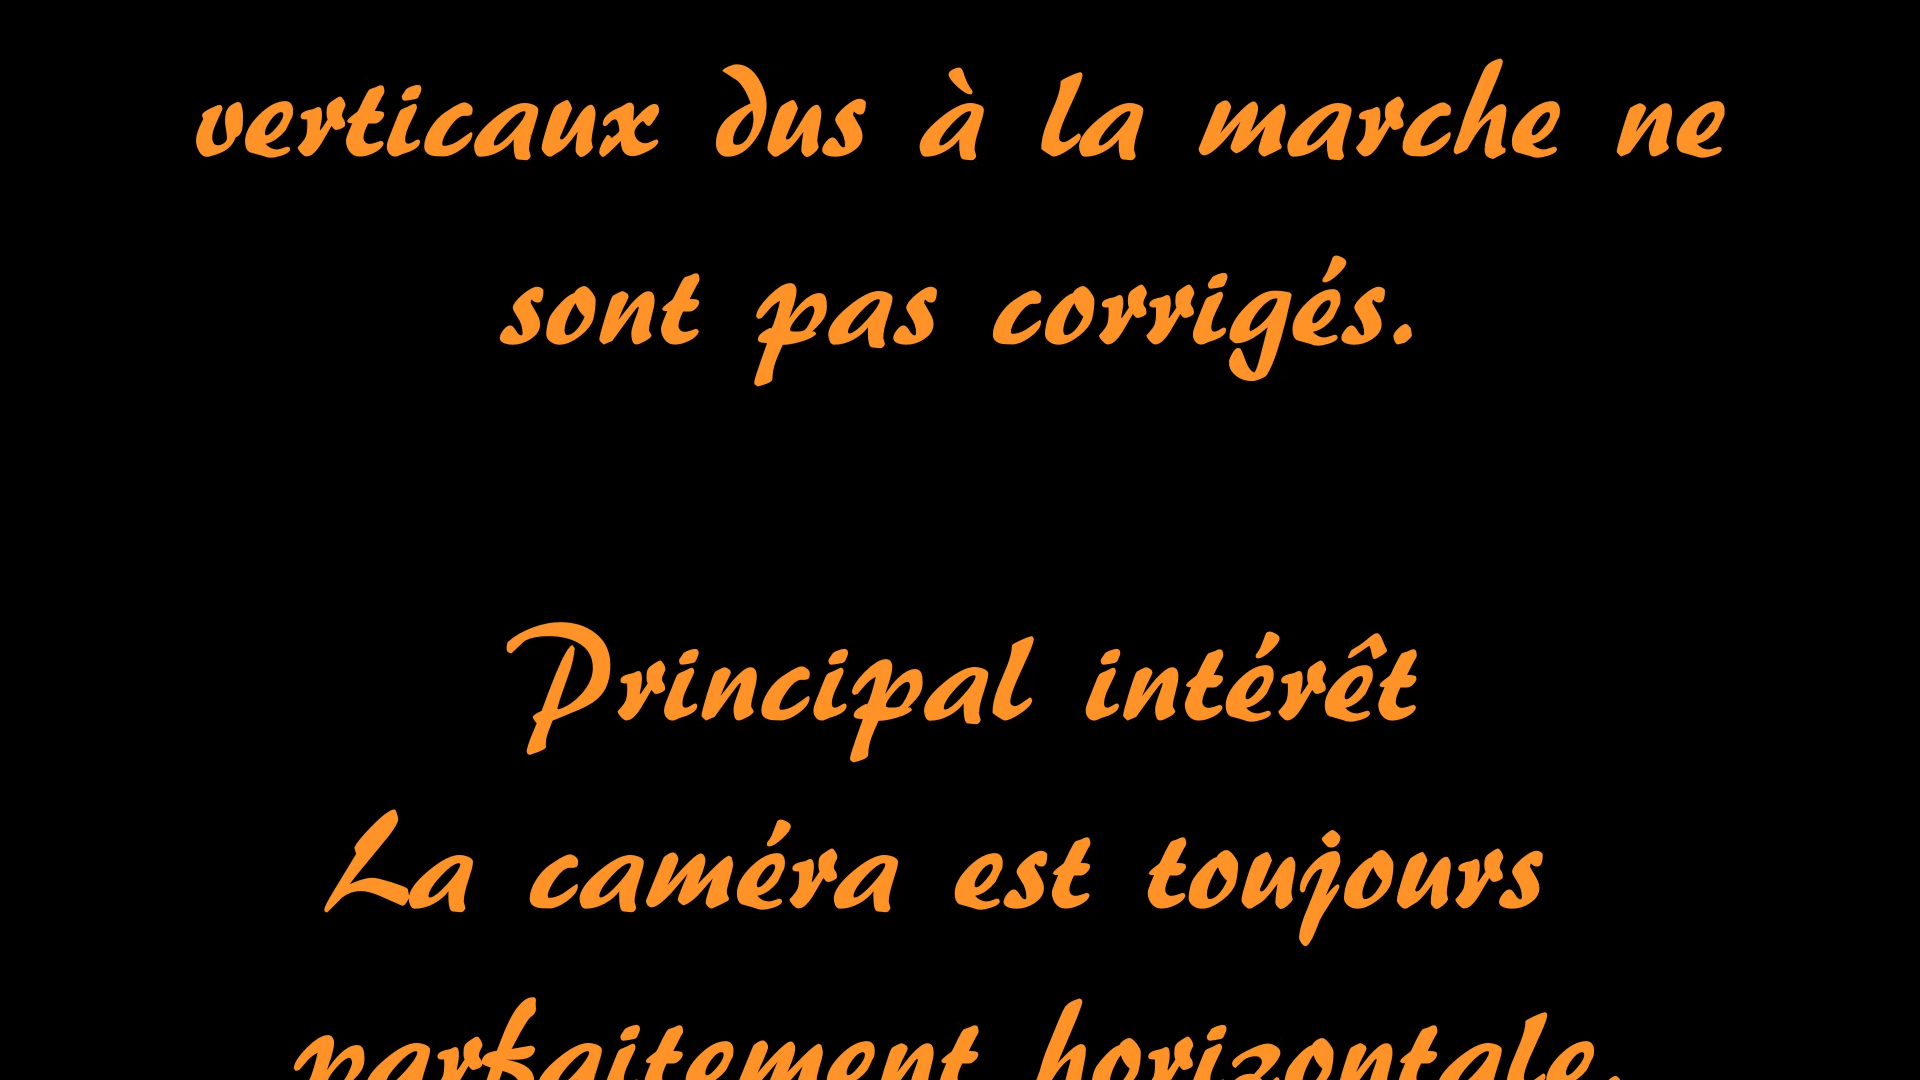 verticaux dus à la marche ne
sont pas corrigés.
Principal intérêt
La caméra est toujours
parfaitement horizontale.